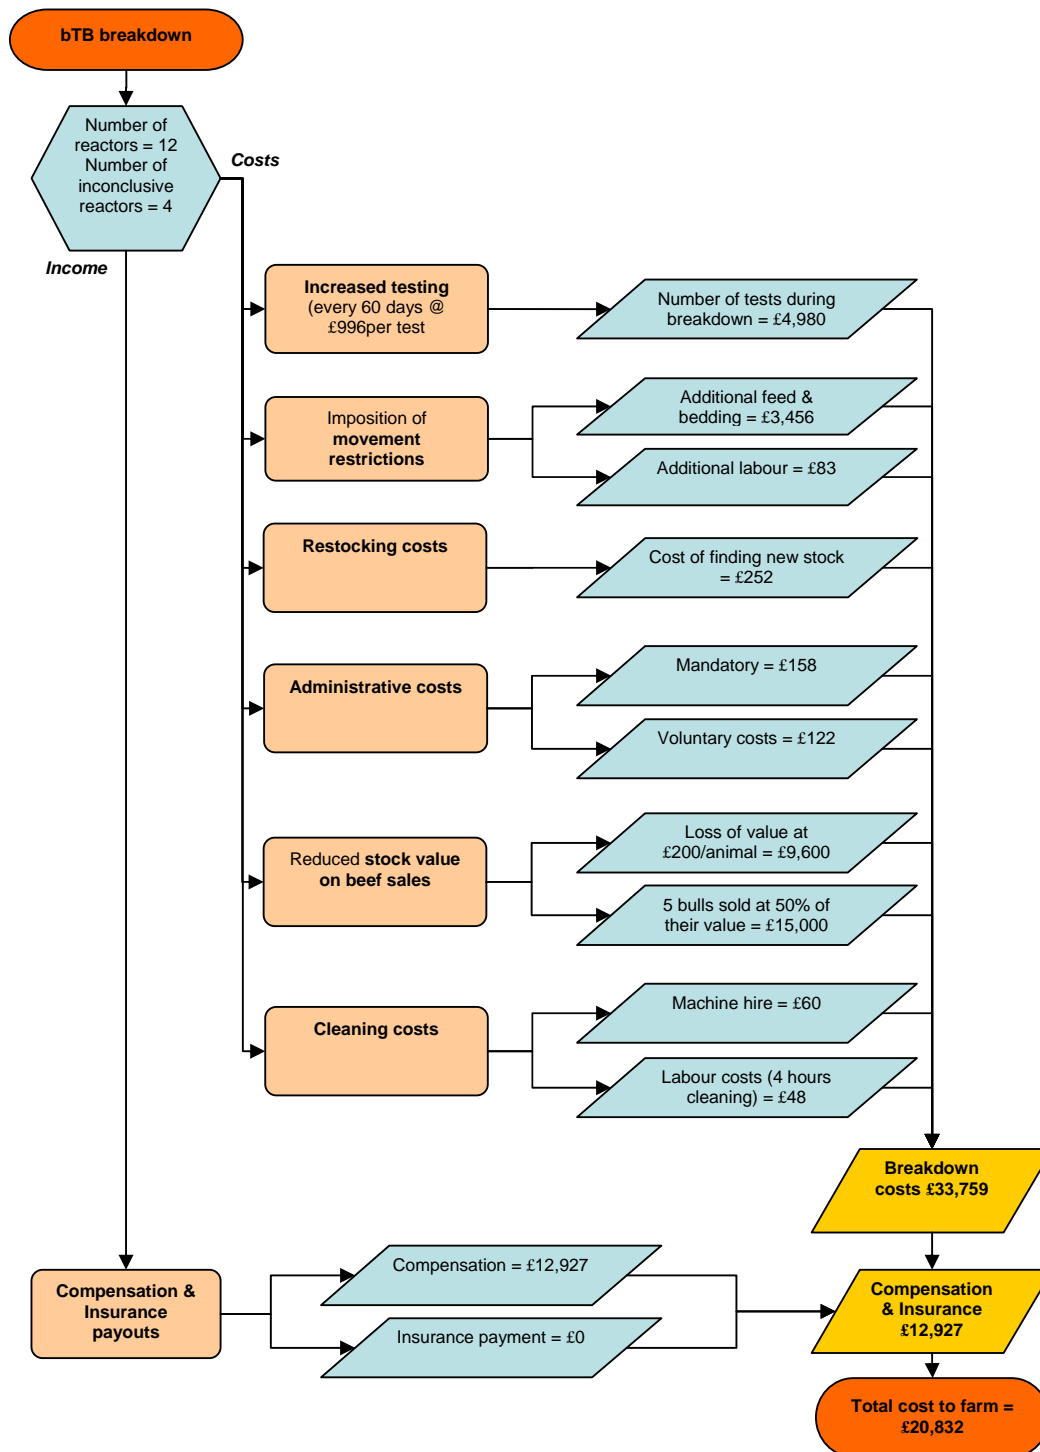 bTB breakdown
Number of
reactors = 12
Number of
inconclusive
reactors = 4
Costs
Income
Increased testing
(every 60 days @
£996per test
Number of tests during
breakdown = £4,980
Imposition of
movement
restrictions
Additional feed &
bedding = £3,456
Additional labour = £83
Restocking costs
Cost of finding new stock
= £252
Administrative costs
Mandatory = £158
Voluntary costs = £122
Reduced stock value
on beef sales
Loss of value at
£200/animal = £9,600
5 bulls sold at 50% of
their value = £15,000
Cleaning costs
Machine hire = £60
Labour costs (4 hours
cleaning) = £48
Breakdown
costs £33,759
Compensation &
Insurance
payouts
Compensation = £12,927
Insurance payment = £0
Compensation
& Insurance
£12,927
Total cost to farm =
£20,832